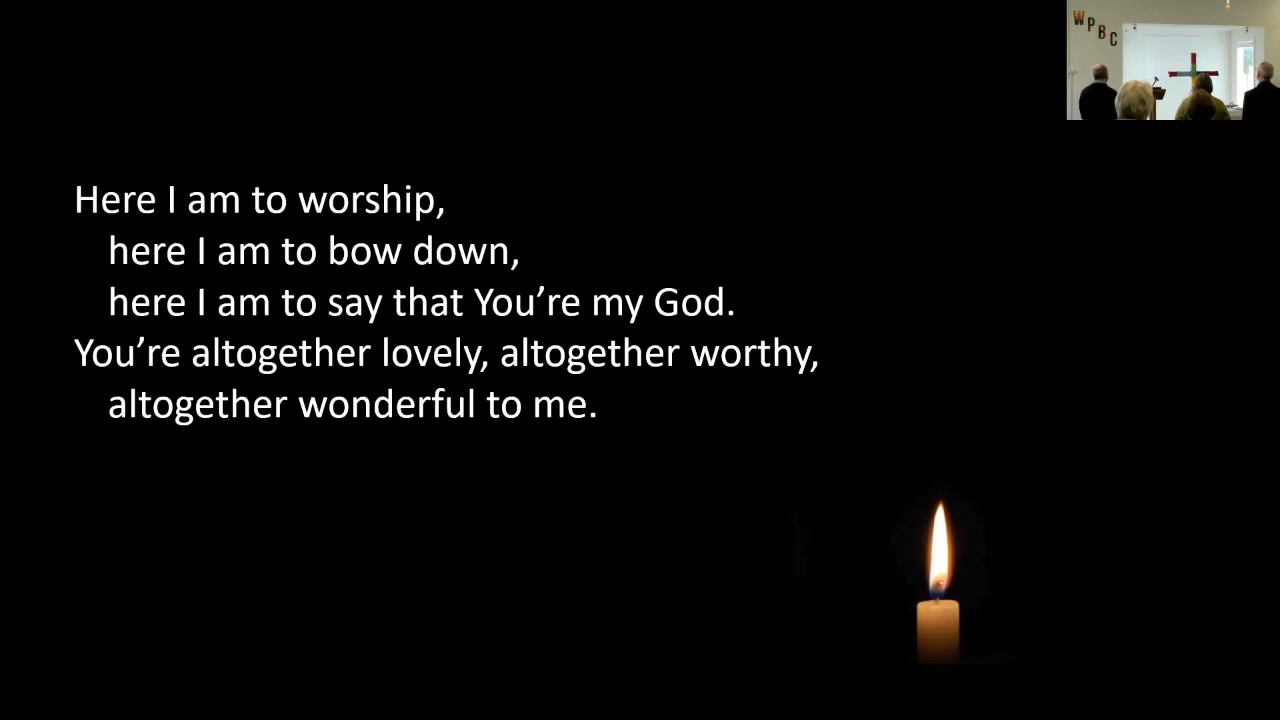 WPBC
Here I am to worship,
here I am to bow down,
here I am to say that You’re my God.
You’re altogether lovely, altogether worthy,
altogether wonderful to me.